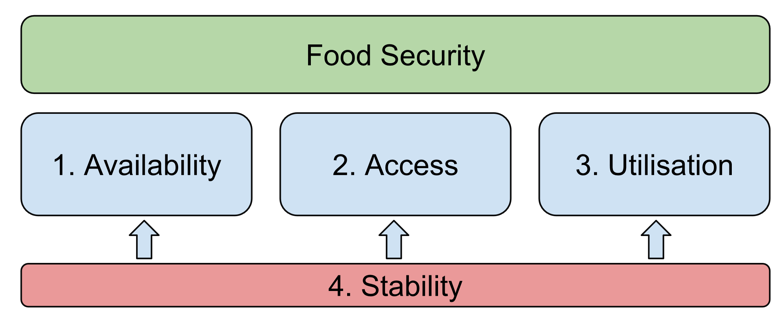 Food Security
1. Availability
2. Access
3. Utilisation
4. Stability